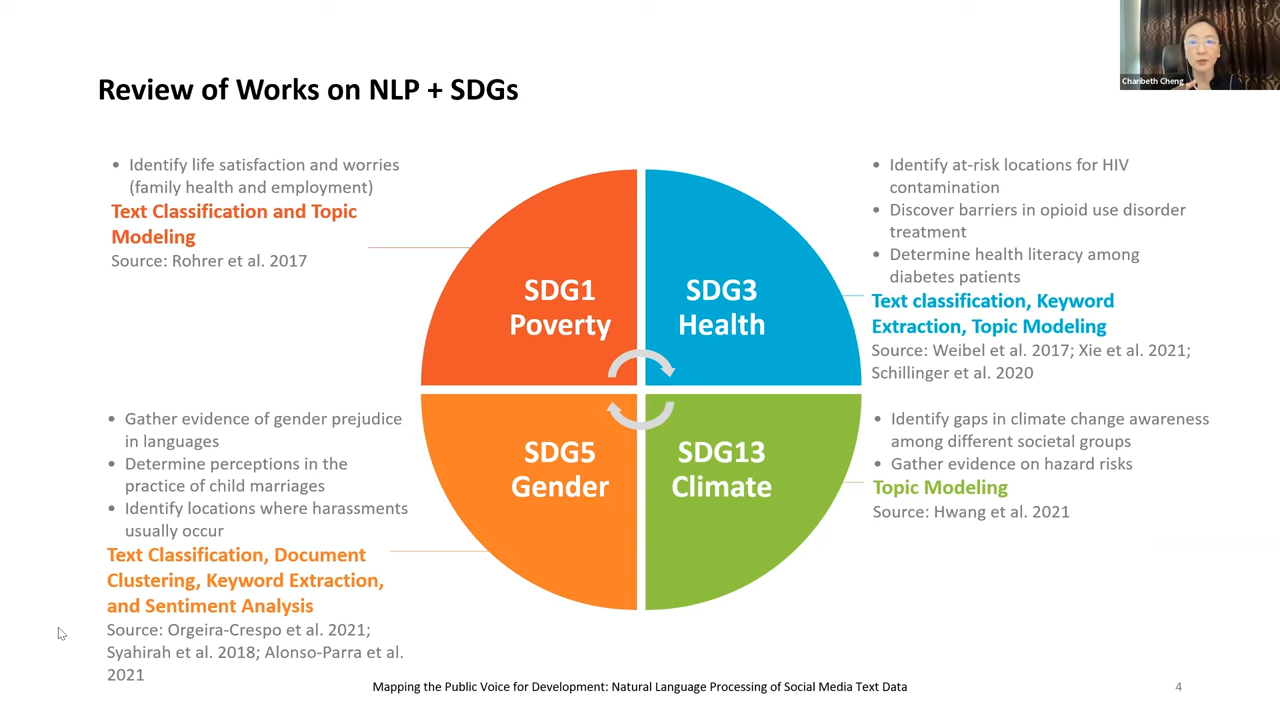 Review of Works on NLP + SDGs
Charibeth Cheng
• Identify life satisfaction and worries
(family health and employment)
Text Classification and Topic
Modeling
Source: Rohrer et al. 2017
SDG1
Poverty
SDG3
Health
• Identify at-risk locations for HIV
contamination
• Discover barriers in opioid use disorder
treatment
• Determine health literacy among
diabetes patients
Text classification, Keyword
Extraction, Topic Modeling
Source: Weibel et al. 2017; Xie et al. 2021;
Schillinger et al. 2020
• Gather evidence of gender prejudice
in languages
• Determine perceptions in the
practice of child marriages
• Identify locations where harassments
usually occur
Text Classification, Document
Clustering, Keyword Extraction,
and Sentiment Analysis
Source: Orgeira-Crespo et al. 2021;
Syahirah et al. 2018; Alonso-Parra et al.
2021
SDG5
Gender
SDG13
Climate
• Identify gaps in climate change awareness
among different societal groups
• Gather evidence on hazard risks
Topic Modeling
Source: Hwang et al. 2021
Mapping the Public Voice for Development: Natural Language Processing of Social Media Text Data
4